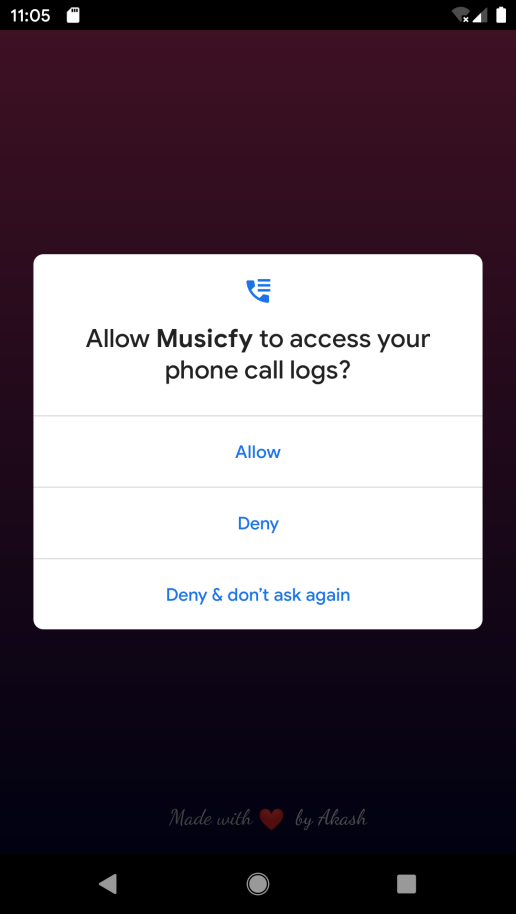 11:05
Allow Musicfy to access your
phone call logs?
Allow
Deny
Deny & don't ask again
Made with ❤️ by Akash